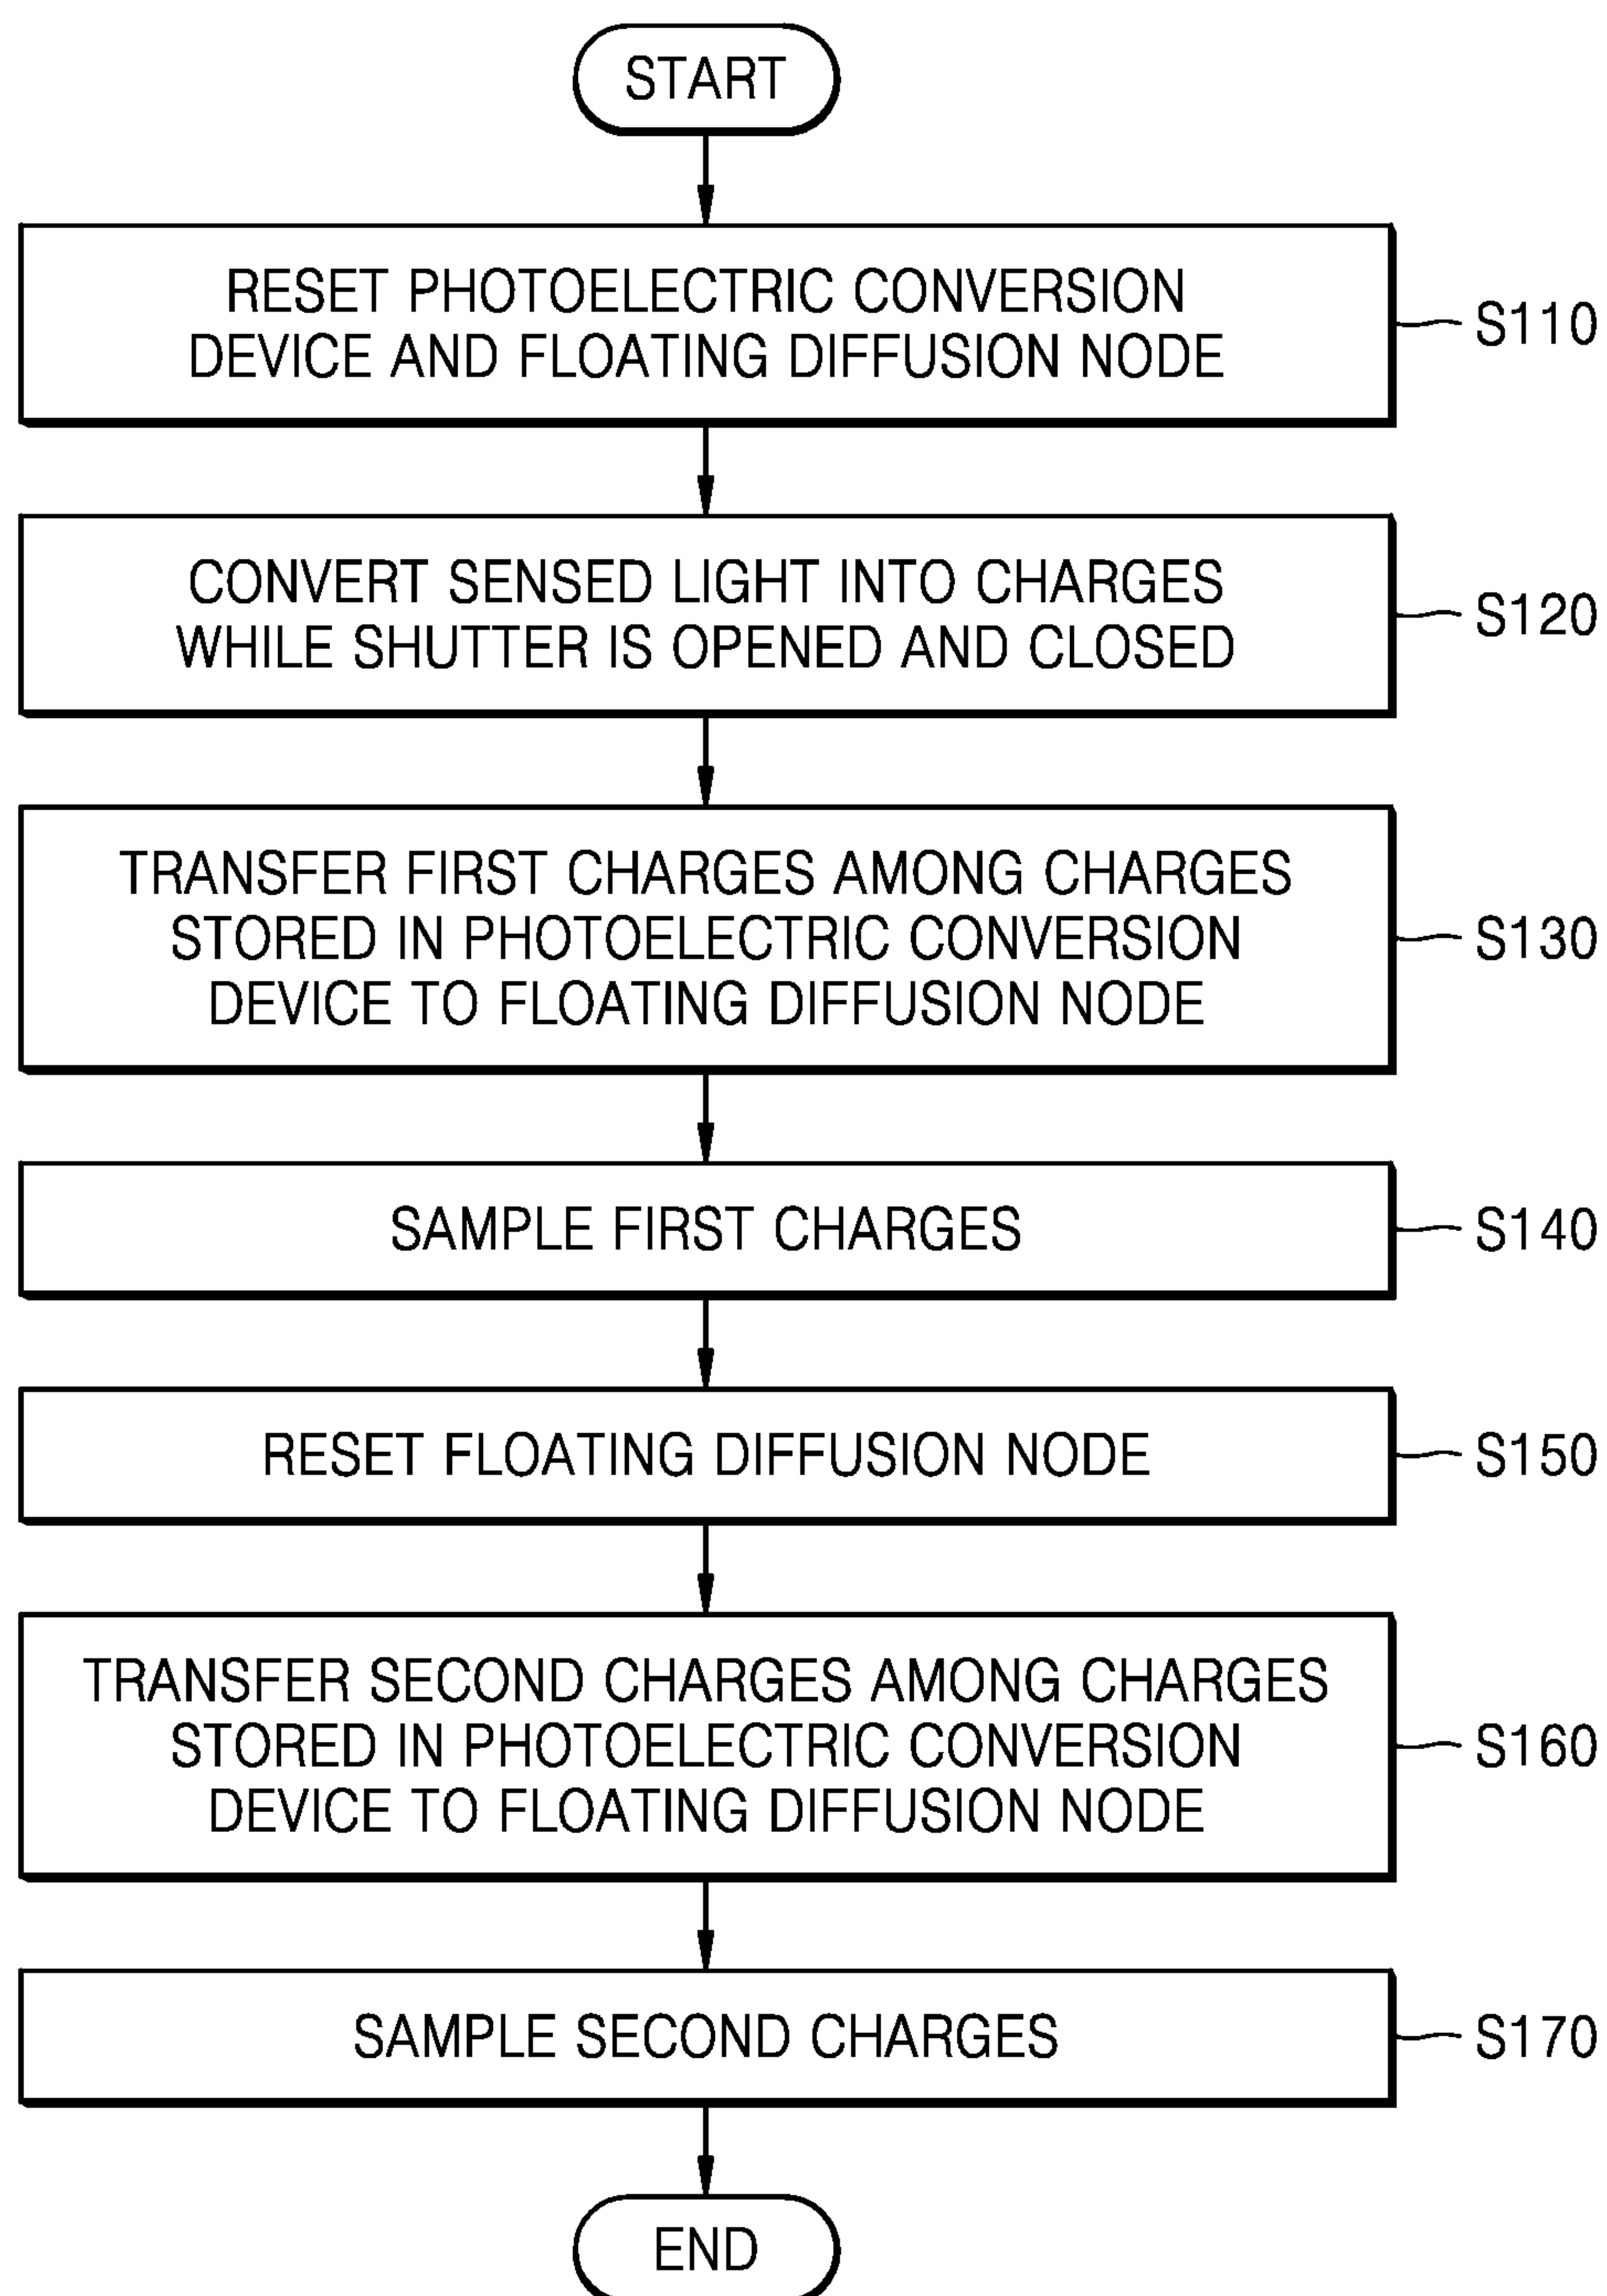 START
RESET PHOTOELECTRIC CONVERSION
DEVICE AND FLOATING DIFFUSION NODE
S110
CONVERT SENSED LIGHT INTO CHARGES
WHILE SHUTTER IS OPENED AND CLOSED
S120
TRANSFER FIRST CHARGES AMONG CHARGES
STORED IN PHOTOELECTRIC CONVERSION
DEVICE TO FLOATING DIFFUSION NODE
S130
SAMPLE FIRST CHARGES
S140
RESET FLOATING DIFFUSION NODE
S150
TRANSFER SECOND CHARGES AMONG CHARGES
STORED IN PHOTOELECTRIC CONVERSION
DEVICE TO FLOATING DIFFUSION NODE
S160
SAMPLE SECOND CHARGES
S170
END